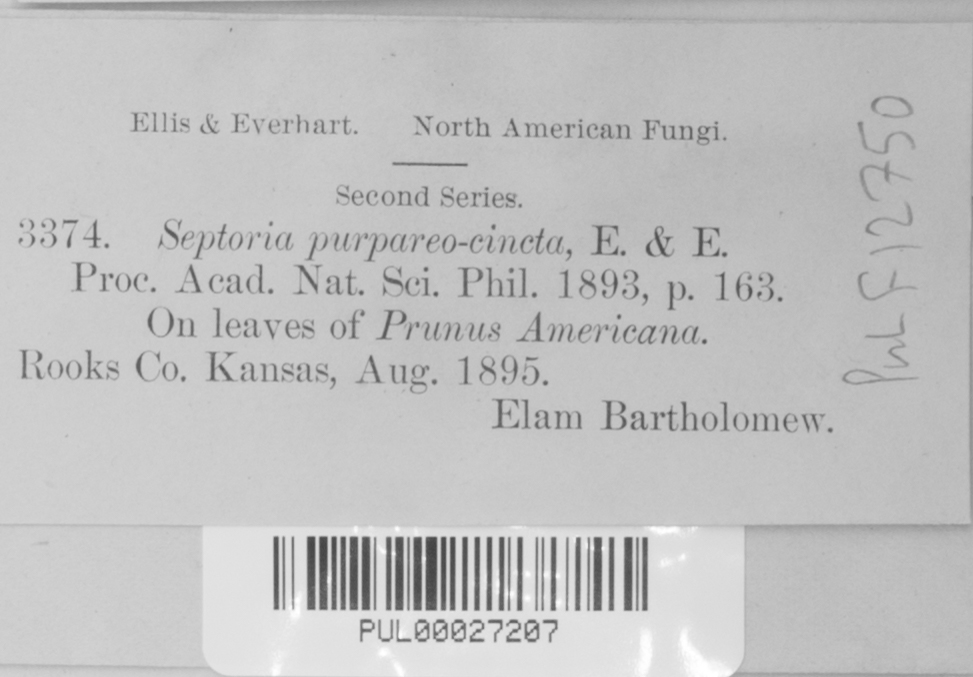 Ellis & Everhart. North American Fungi.
Second Series.
3374. Septoria purpareo-cincta, E. & E.
Proc. Acad. Nat. Sci. Phil. 1893, p. 163.
On leaves of Prunus Americana.
Rooks Co. Kansas, Aug. 1895.
Elam Bartholomew.
PUL F12750
PUL00027207